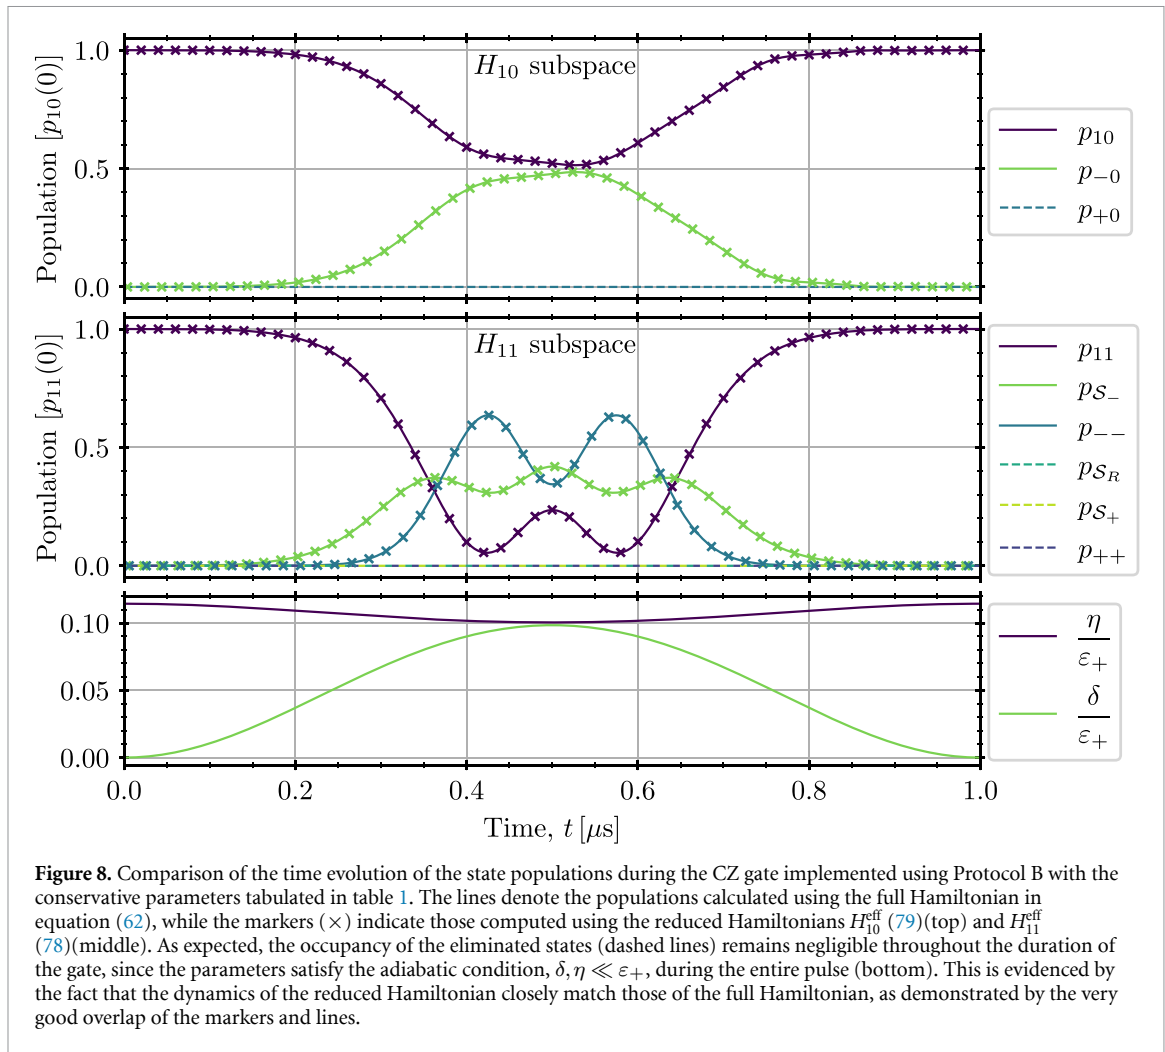 1.0
0.5
0.0
Population [p₁₀(0)]
H₁₀ subspace
p₁₀
p₋₀
p₊₀
1.0
0.5
0.0
Population [p₁₁(0)]
H₁₁ subspace
p₁₁
p_{𝒮₋}
p₋₋
p_{𝒮_R}
p_{𝒮₊}
p₊₊
0.10
0.05
0.00
η
ε₊
δ
ε₊
0.0 0.2 0.4 0.6 0.8 1.0
Time, t [μs]
Figure 8. Comparison of the time evolution of the state populations during the CZ gate implemented using Protocol B with the
conservative parameters tabulated in table 1. The lines denote the populations calculated using the full Hamiltonian in
equation (62), while the markers (×) indicate those computed using the reduced Hamiltonians H₁₀^eff (79)(top) and H₁₁^eff
(78)(middle). As expected, the occupancy of the eliminated states (dashed lines) remains negligible throughout the duration of
the gate, since the parameters satisfy the adiabatic condition, δ, η ≪ ε₊, during the entire pulse (bottom). This is evidenced by
the fact that the dynamics of the reduced Hamiltonian closely match those of the full Hamiltonian, as demonstrated by the very
good overlap of the markers and lines.